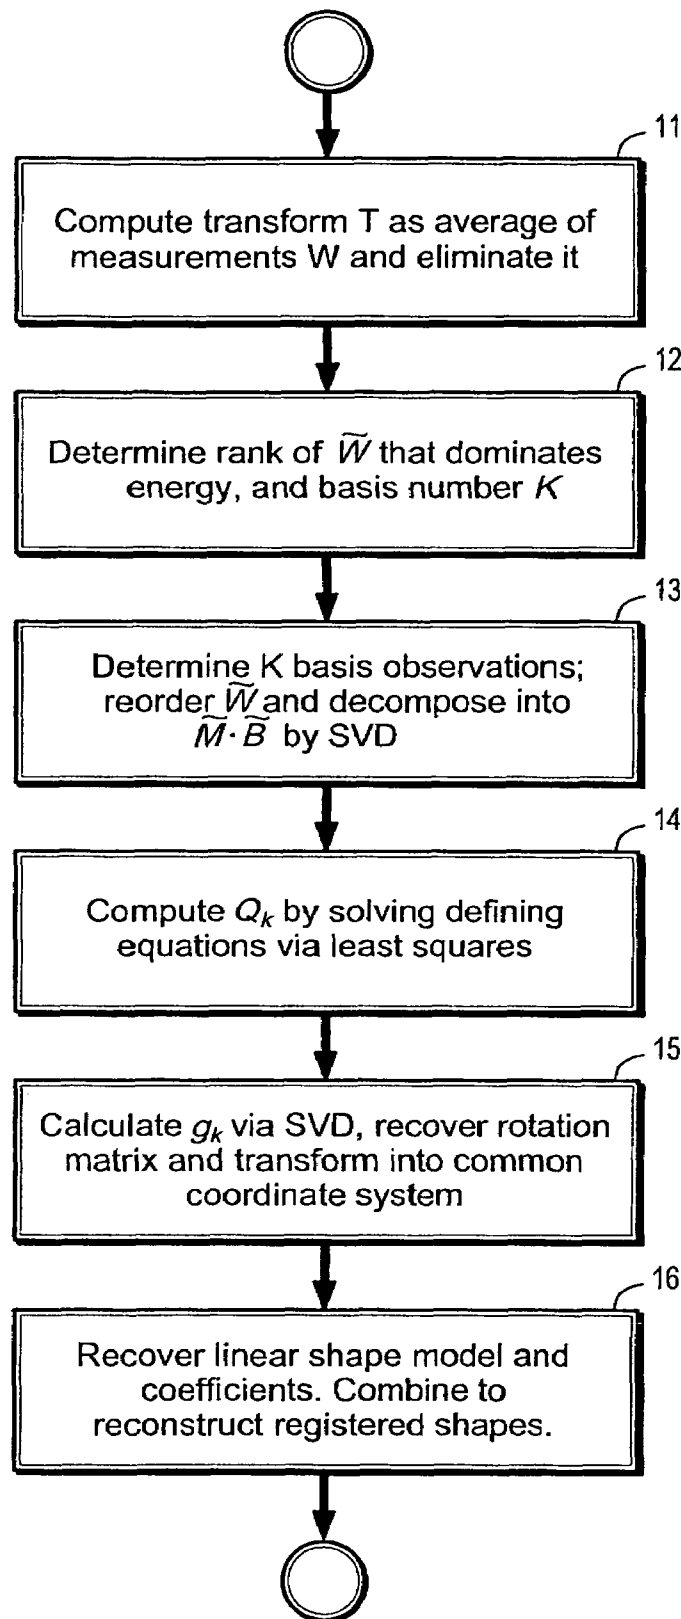 11
Compute transform T as average of
measurements W and eliminate it
12
Determine rank of W̃ that dominates
energy, and basis number K
13
Determine K basis observations;
reorder W̃ and decompose into
M̃·B̃ by SVD
14
Compute Qₖ by solving defining
equations via least squares
15
Calculate gₖ via SVD, recover rotation
matrix and transform into common
coordinate system
16
Recover linear shape model and
coefficients. Combine to
reconstruct registered shapes.